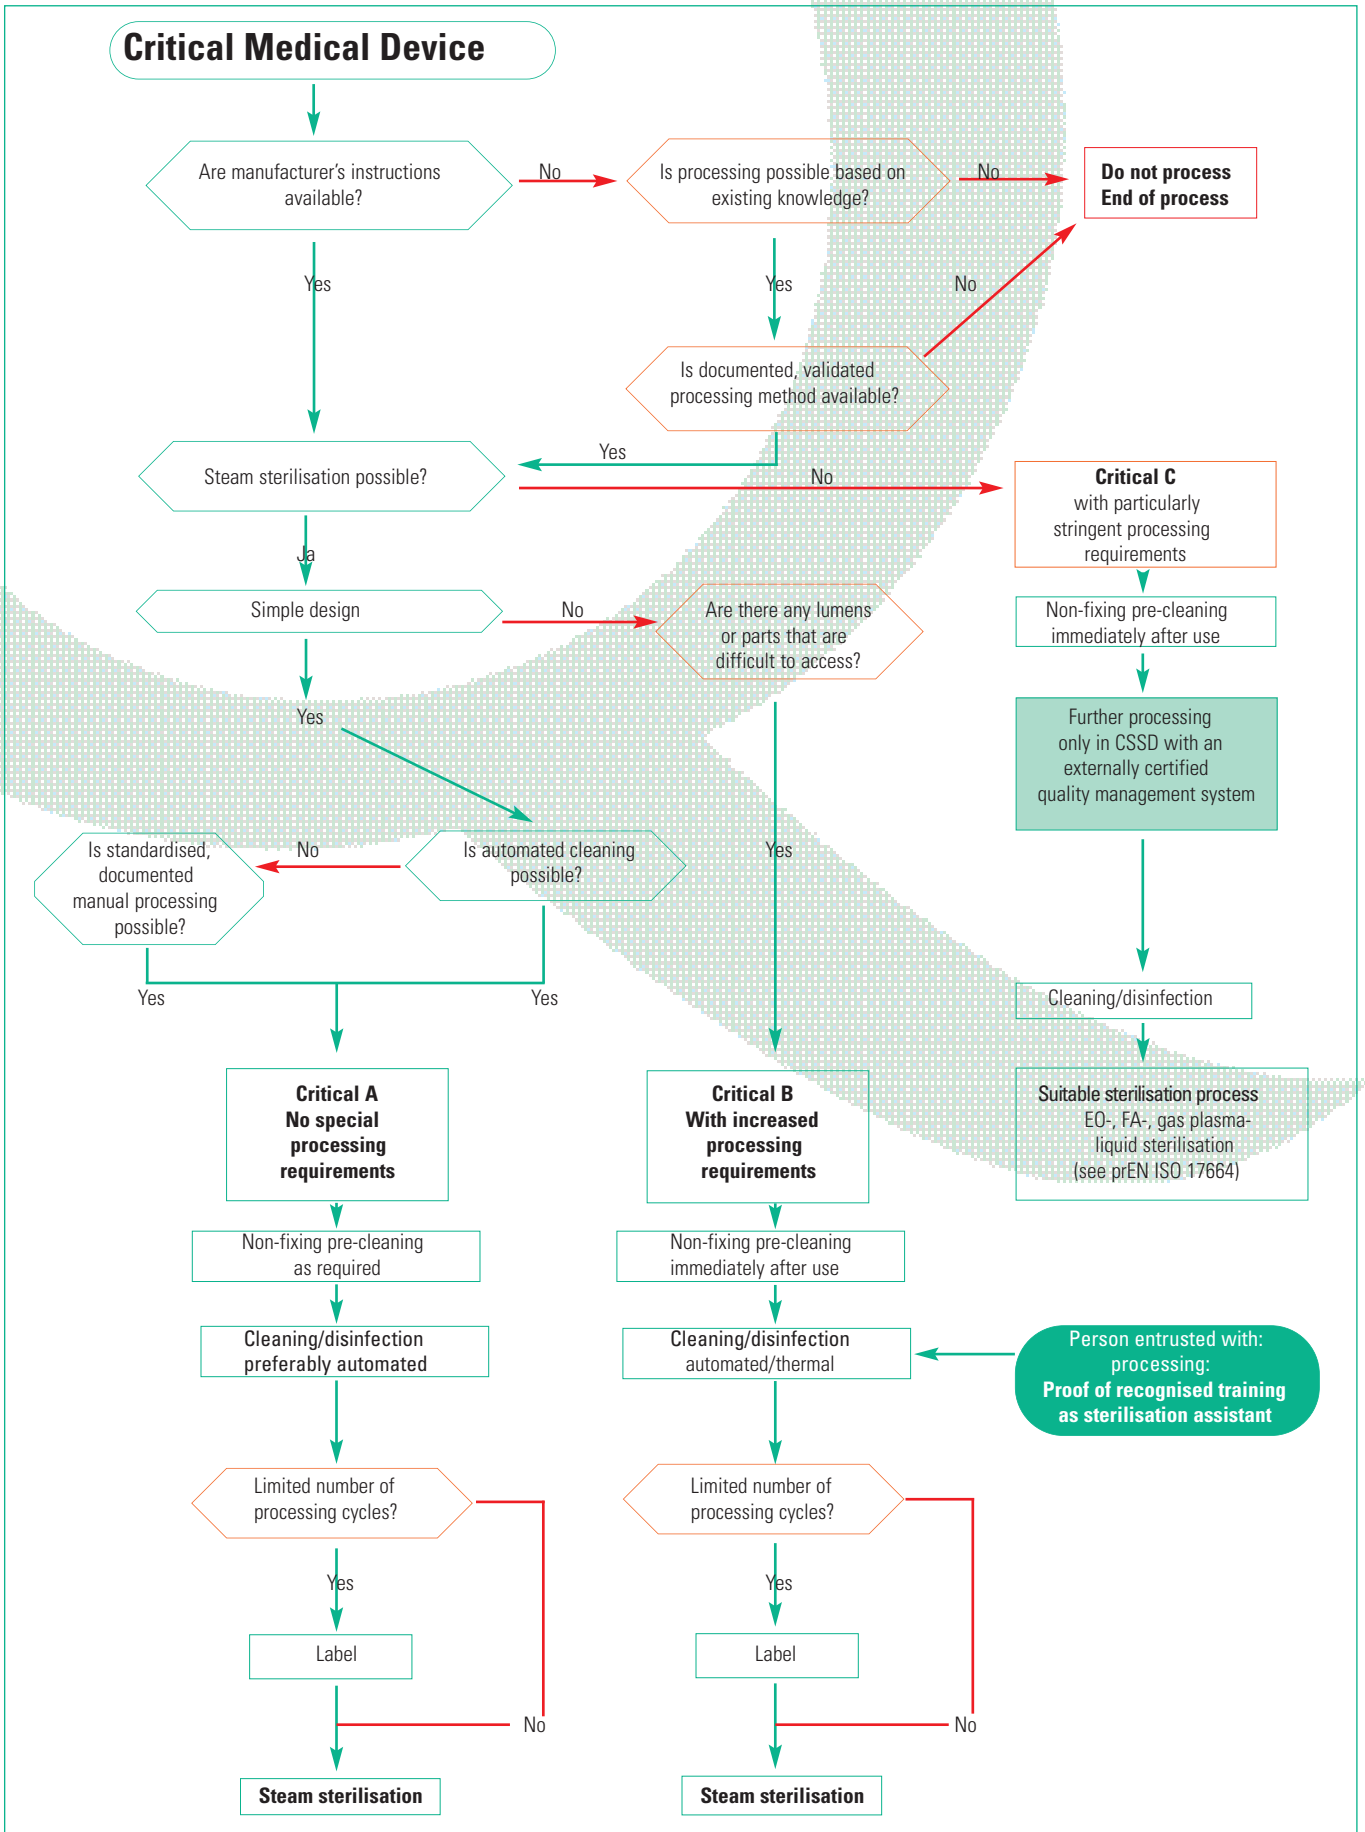 Critical Medical Device
Are manufacturer's instructions
available?
No
Is processing possible based on
existing knowledge?
No
Do not process
End of process
Yes
Yes
No
Is documented, validated
processing method available?
Yes
Steam sterilisation possible?
No
Critical C
with particularly
stringent processing
requirements
Ja
Simple design
No
Are there any lumens
or parts that are
difficult to access?
Non-fixing pre-cleaning
immediately after use
Yes
Further processing
only in CSSD with an
externally certified
quality management system
Is standardised,
documented
manual processing
possible?
No
Is automated cleaning
possible?
Yes
Yes
Yes
Cleaning/disinfection
Critical A
No special
processing
requirements
Critical B
With increased
processing
requirements
Suitable sterilisation process
EO-, FA-, gas plasma-
liquid sterilisation
(see prEN ISO 17664)
Non-fixing pre-cleaning
as required
Non-fixing pre-cleaning
immediately after use
Cleaning/disinfection
preferably automated
Cleaning/disinfection
automated/thermal
Person entrusted with:
processing:
Proof of recognised training
as sterilisation assistant
Limited number of
processing cycles?
Limited number of
processing cycles?
Yes
Yes
Label
Label
No
No
Steam sterilisation
Steam sterilisation